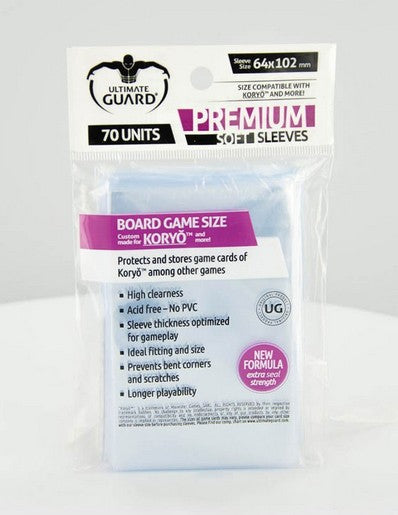 ULTIMATE
GUARD®
70 UNITS
Sleeve Size 64x102 mm
SIZE COMPATIBLE WITH
KORYŌ™ AND MORE!
PREMIUM
SOFT SLEEVES
BOARD GAME SIZE
Custom made for KORYŌ™ and more!
Protects and stores game cards of
Koryō™ among other games
▪ High clearness
▪ Acid free – No PVC
▪ Sleeve thickness optimized
for gameplay
▪ Ideal fitting and size
▪ Prevents bent corners
and scratches
▪ Longer playability
UG
NEW
FORMULA
extra seal
strength